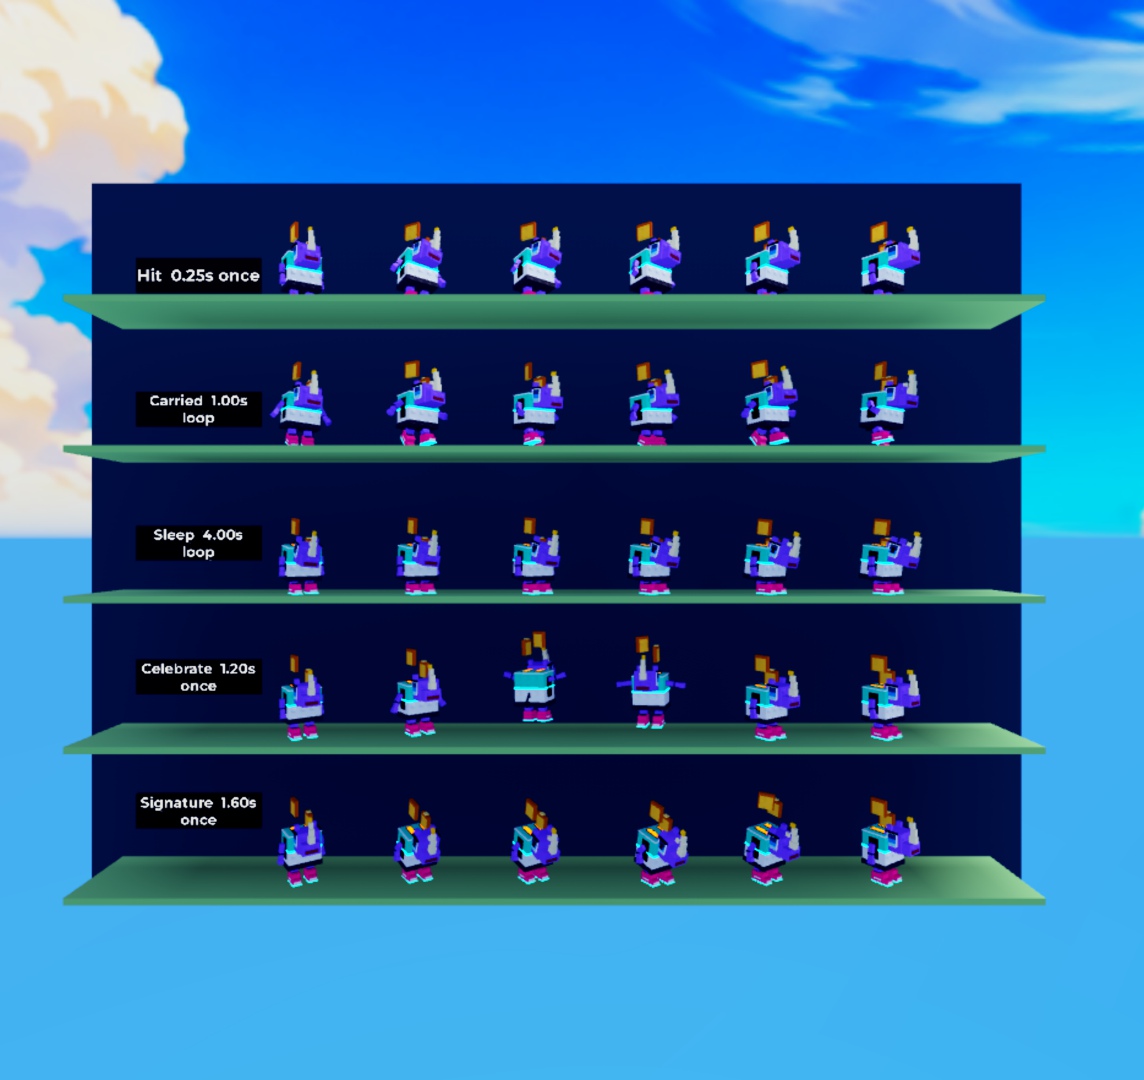 Hit 0.25s once
Carried 1.00s
loop
Sleep 4.00s
loop
Celebrate 1.20s
once
Signature 1.60s
once